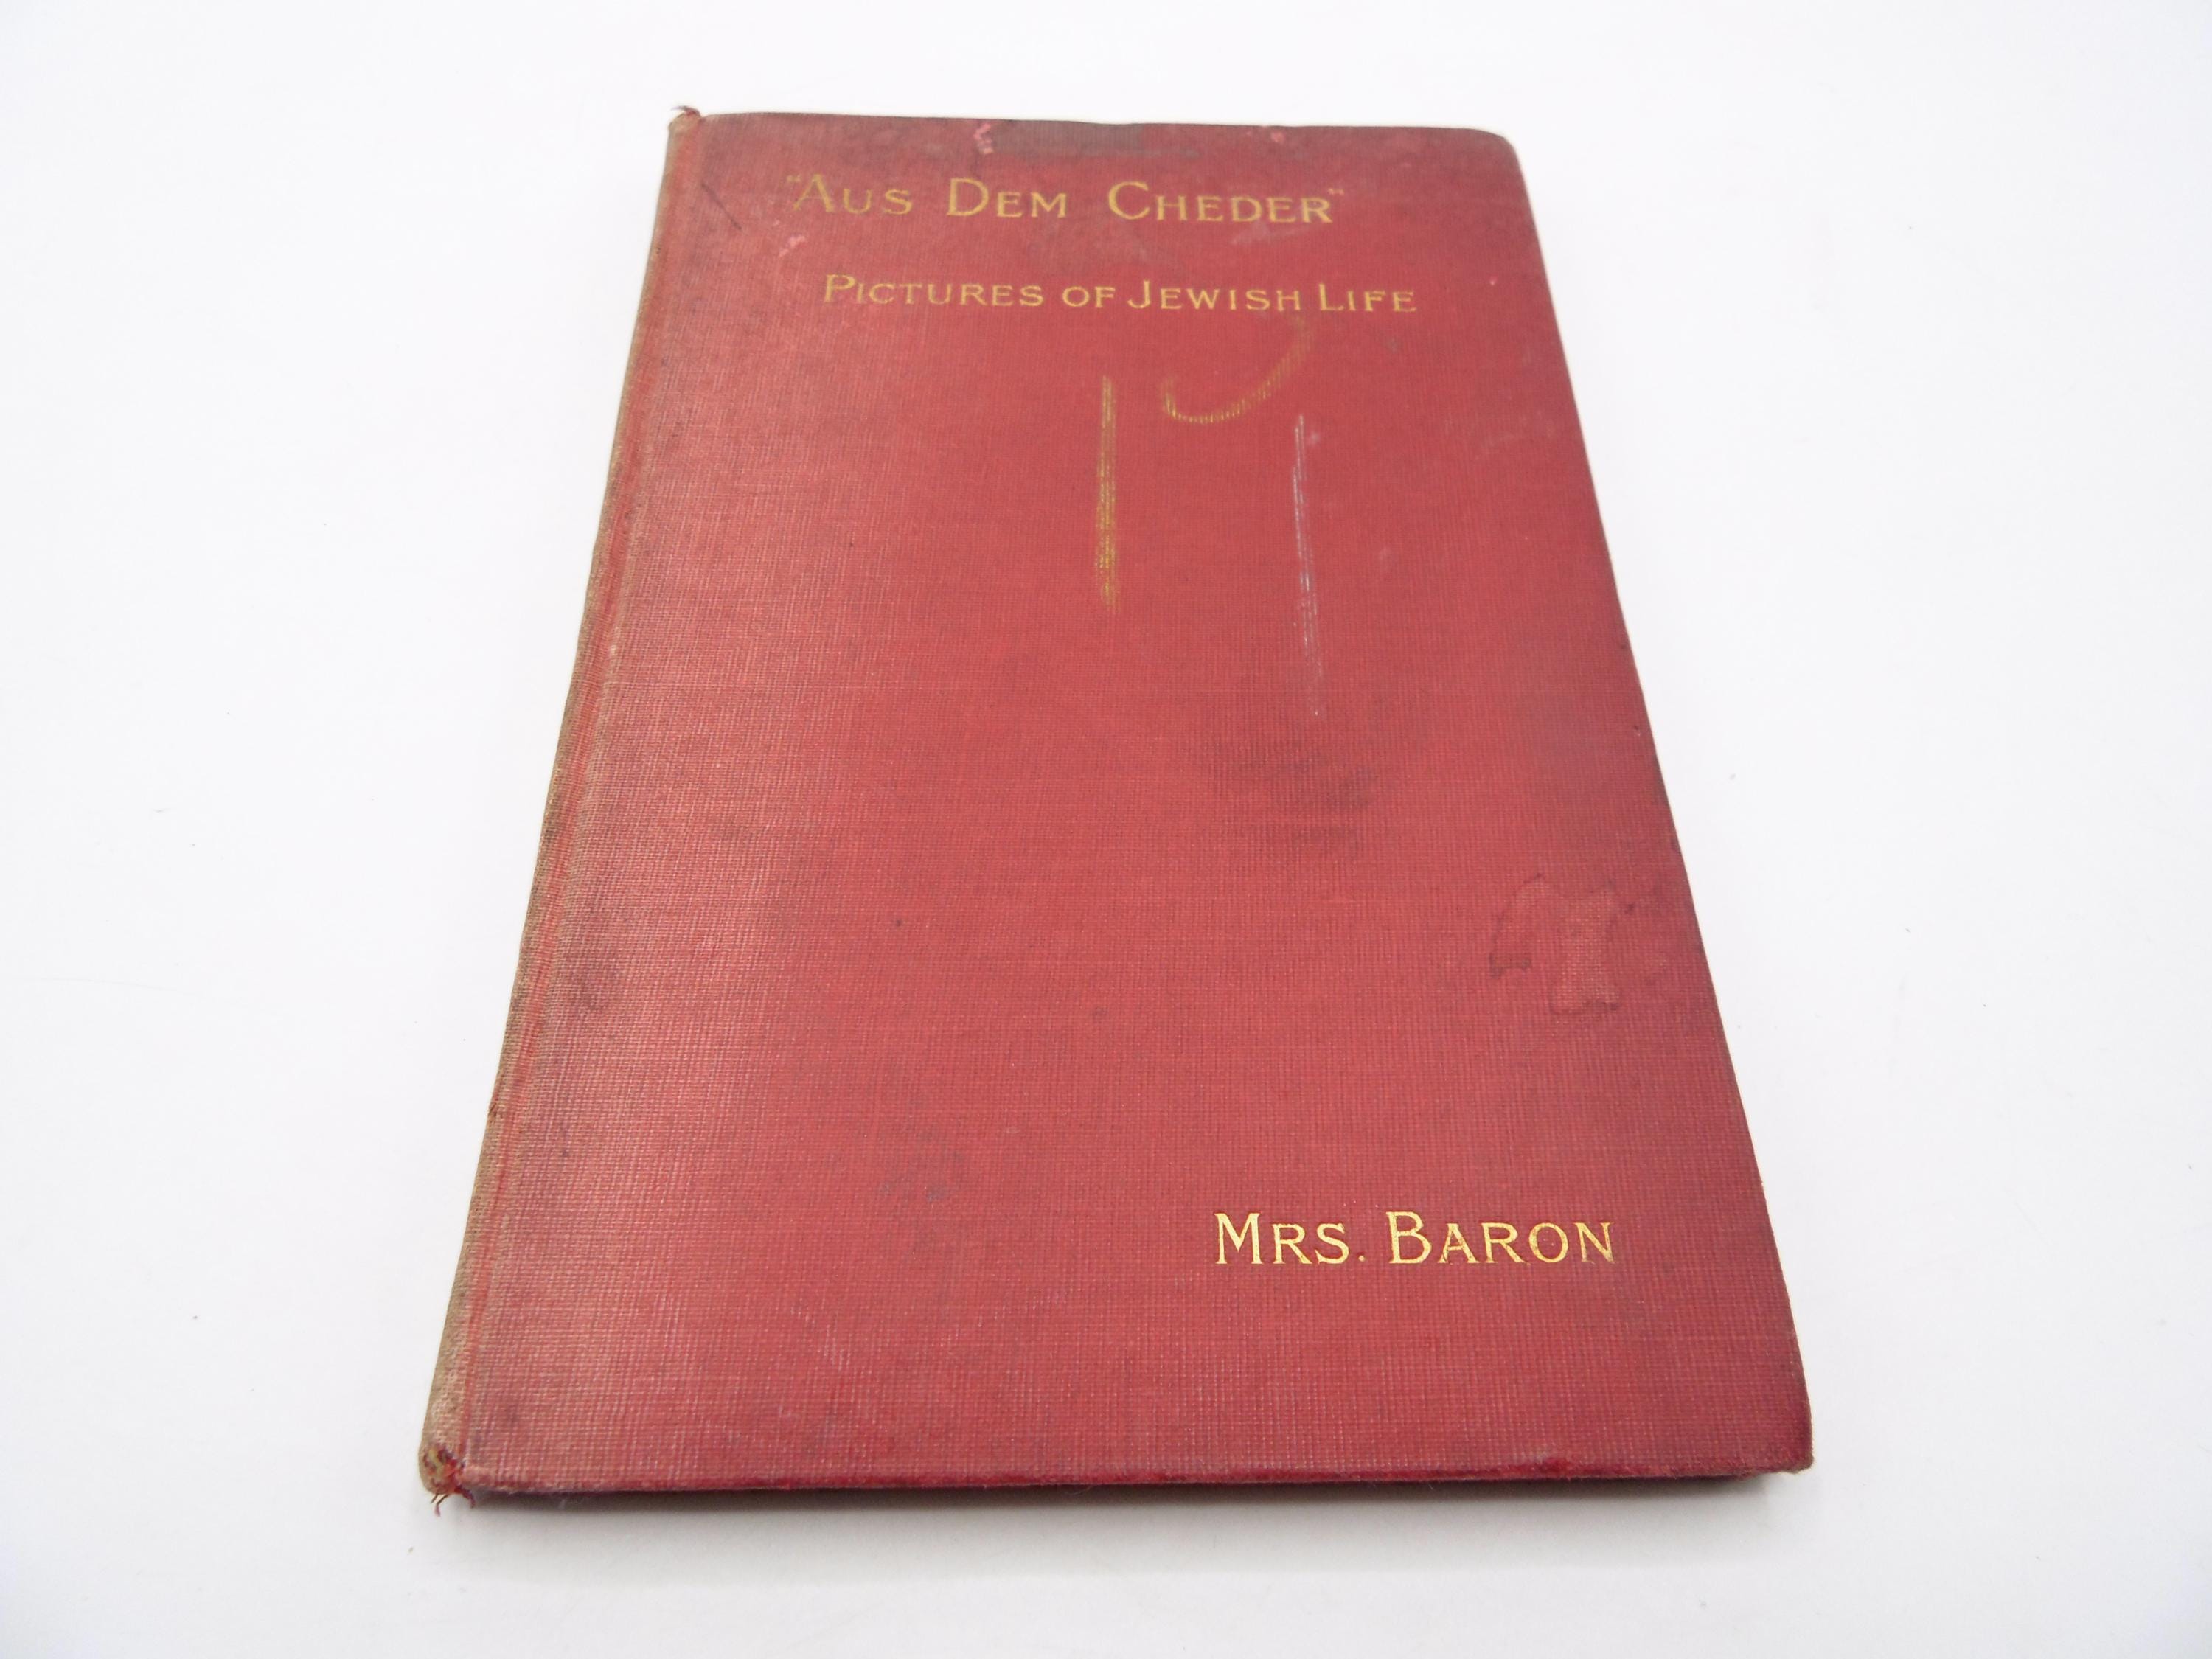 "Aus Dem Cheder"
Pictures of Jewish Life
Mrs. Baron